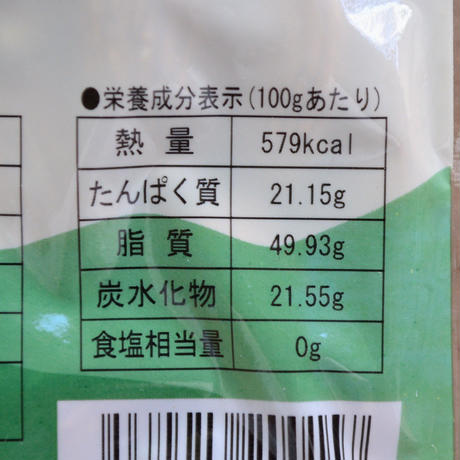 ●栄養成分表示(100gあたり)
熱量 579kcal
たんぱく質 21.15g
脂質 49.93g
炭水化物 21.55g
食塩相当量 0g